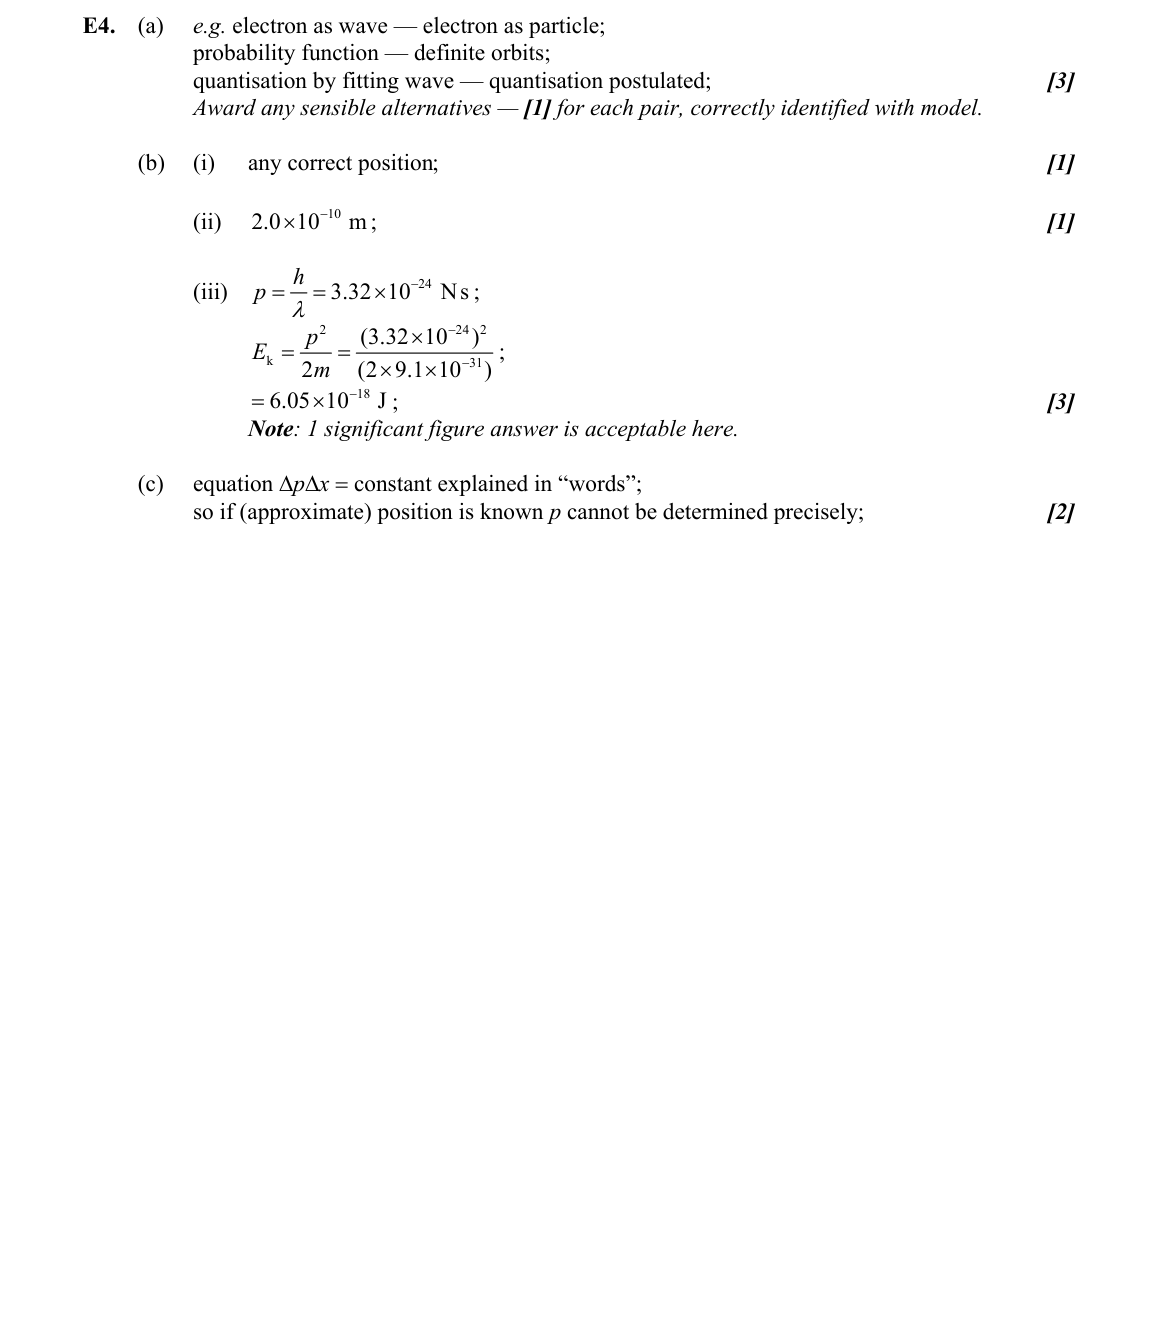 E4. (a) e.g. electron as wave — electron as particle;
probability function — definite orbits;
quantisation by fitting wave — quantisation postulated; [3]
Award any sensible alternatives — [1] for each pair, correctly identified with model.
(b) (i) any correct position; [1]
(ii) 2.0×10⁻¹⁰ m; [1]
(iii) p = h/λ = 3.32×10⁻²⁴ Ns;
Eₖ = p²/2m = (3.32×10⁻²⁴)²/(2×9.1×10⁻³¹);
= 6.05×10⁻¹⁸ J; [3]
Note: 1 significant figure answer is acceptable here.
(c) equation ΔpΔx = constant explained in “words”;
so if (approximate) position is known p cannot be determined precisely; [2]